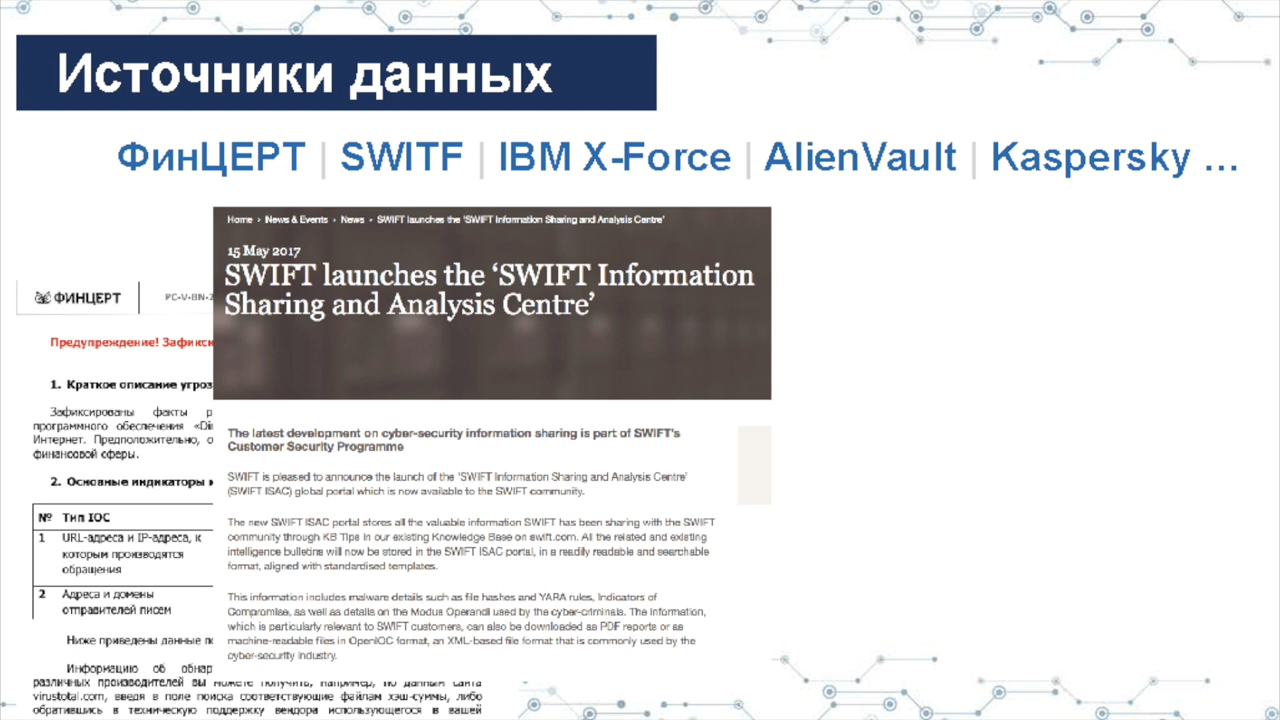 Источники данных
ФинЦЕРТ | SWITF | IBM X-Force | AlienVault | Kaspersky ...
Home › News & Events › News › SWIFT launches the 'SWIFT Information Sharing and Analysis Centre'
15 May 2017
SWIFT launches the ‘SWIFT Information
Sharing and Analysis Centre’
The latest development on cyber-security information sharing is part of SWIFT's
Customer Security Programme
SWIFT is pleased to announce the launch of the 'SWIFT Information Sharing and Analysis Centre'
(SWIFT ISAC) global portal which is now available to the SWIFT community.
The new SWIFT ISAC portal stores all the valuable information SWIFT has been sharing with the SWIFT
community through KB Tips in our existing Knowledge Base on swift.com. All the related and existing
intelligence bulletins will now be stored in the SWIFT ISAC portal, in a readily readable and searchable
format, aligned with standardised templates.
This information includes malware details such as file hashes and YARA rules, Indicators of
Compromise, as well as details on the Modus Operandi used by the cyber-criminals. The information,
which is particularly relevant to SWIFT customers, can also be downloaded as PDF reports or as
machine-readable files in OpenIOC format, an XML-based file format that is commonly used by the
cyber-security industry.
ФИНЦЕРТ
Предупреждение!
1. Краткое описание
Зафиксированы факты
программного обеспечения
Интернет. Предположительно,
финансовой сферы.
2. Основные индикаторы
№ Тип IOC
1 URL-адреса и IP-адреса, к
которым производятся
обращения
2 Адреса и домены
отправителей писем
Ниже приведены данные
Информацию об
различных производителей вы можете получить, например, по данным сайта
virustotal.com, введя в поле поиска соответствующие файлам хэш-суммы, либо
обратившись в техническую поддержку вендора использующегося в вашей